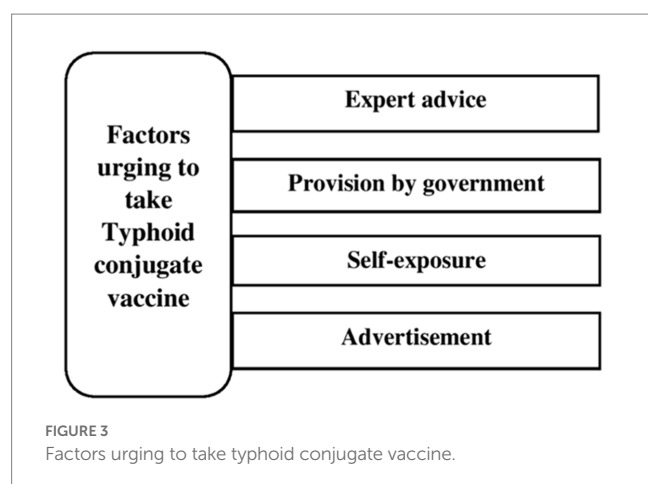 Factors
urging to
take
Typhoid
conjugate
vaccine
Expert advice
Provision by government
Self-exposure
Advertisement
FIGURE 3
Factors urging to take typhoid conjugate vaccine.